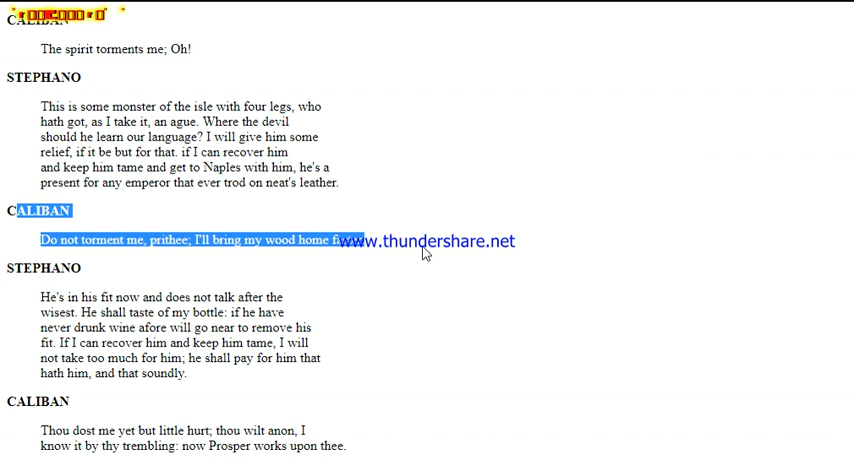 CALIBAN
The spirit torments me; Oh!
STEPHANO
This is some monster of the isle with four legs, who
hath got, as I take it, an ague. Where the devil
should he learn our language? I will give him some
relief, if it be but for that. if I can recover him
and keep him tame and get to Naples with him, he's a
present for any emperor that ever trod on neat's leather.
CALIBAN
Do not torment me, prithee; I'll bring my wood home
www.thundershare.net
STEPHANO
He's in his fit now and does not talk after the
wisest. He shall taste of my bottle: if he have
never drunk wine afore will go near to remove his
fit. If I can recover him and keep him tame, I will
not take too much for him; he shall pay for him that
hath him, and that soundly.
CALIBAN
Thou dost me yet but little hurt; thou wilt anon, I
know it by thy trembling: now Prosper works upon thee.